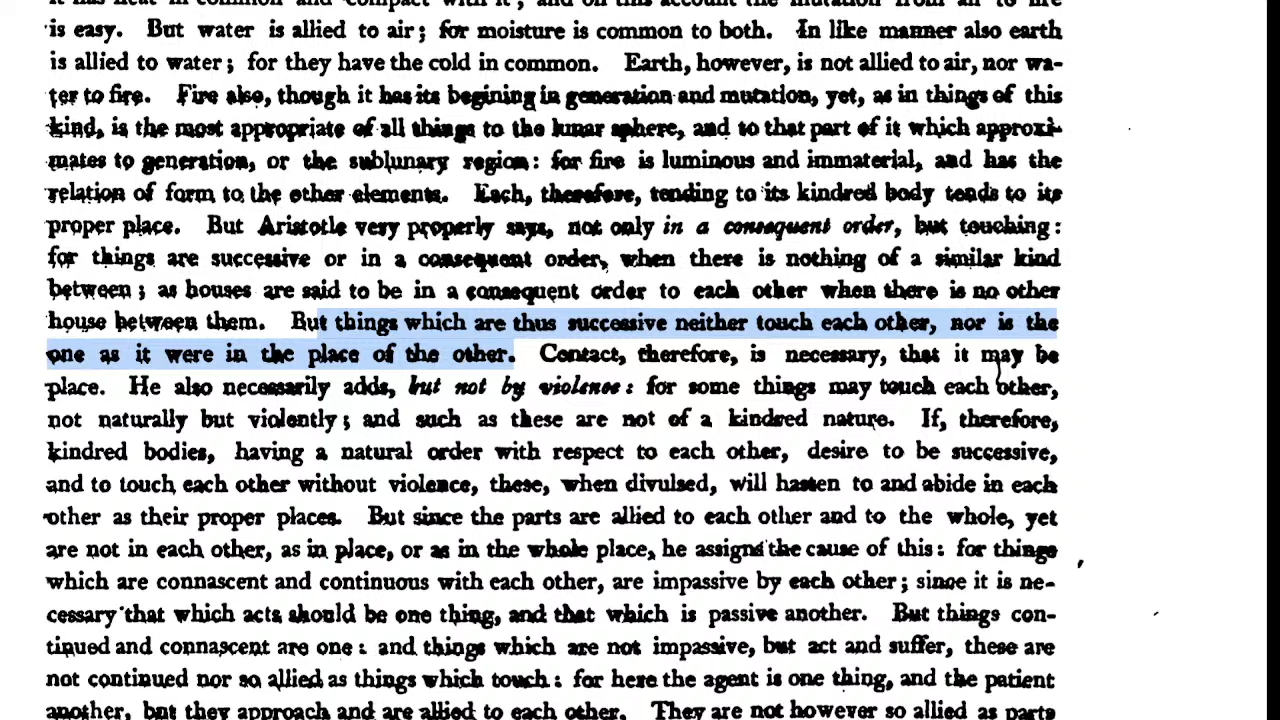 it has heat in common and compact with it; and on this account the mutation from air to fire
is easy. But water is allied to air; for moisture is common to both. In like manner also earth
is allied to water; for they have the cold in common. Earth, however, is not allied to air, nor wa-
ter to fire. Fire also, though it has its begining in generation and mutation, yet, as in things of this
kind, is the most appropriate of all things to the lunar sphere, and to that part of it which approxi-
mates to generation, or the sublunary region: for fire is luminous and immaterial, and has the
relation of form to the other elements. Each, therefore, tending to its kindred body tends to its
proper place. But Aristotle very properly says, not only in a consequent order, but touching:
for things are successive or in a consequent order, when there is nothing of a similar kind
between; as houses are said to be in a consequent order to each other when there is no other
house between them. But things which are thus successive neither touch each other, nor is the
one as it were in the place of the other. Contact, therefore, is necessary, that it may be
place. He also necessarily adds, but not by violence: for some things may touch each other,
not naturally but violently; and such as these are not of a kindred nature. If, therefore,
kindred bodies, having a natural order with respect to each other, desire to be successive,
and to touch each other without violence, these, when divulsed, will hasten to and abide in each
other as their proper places. But since the parts are allied to each other and to the whole, yet
are not in each other, as in place, or as in the whole place, he assigns the cause of this: for things
which are connascent and continuous with each other, are impassive by each other; since it is ne-
cessary that which acts should be one thing, and that which is passive another. But things con-
tinued and connascent are one: and things which are not impassive, but act and suffer, these are
not continued nor so allied as things which touch: for here the agent is one thing, and the patient
another, but they approach and are allied to each other. They are not however so allied as parts